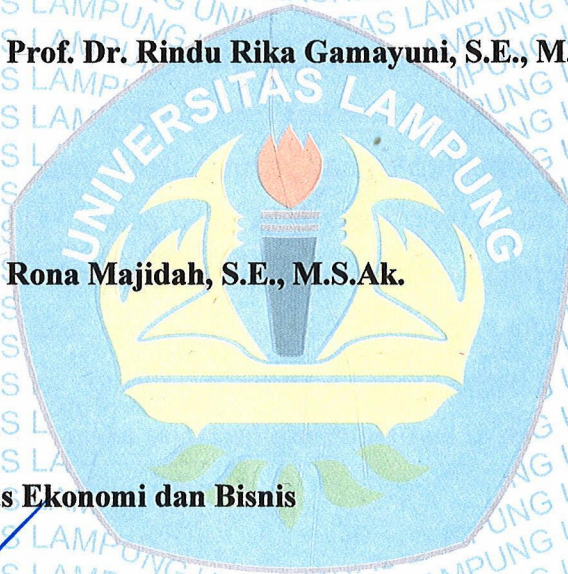 Prof. Dr. Rindu Rika Gamayuni, S.E., M.
UNIVERSITAS LAMPUNG
Rona Majidah, S.E., M.S.Ak.
Ekonomi dan Bisnis